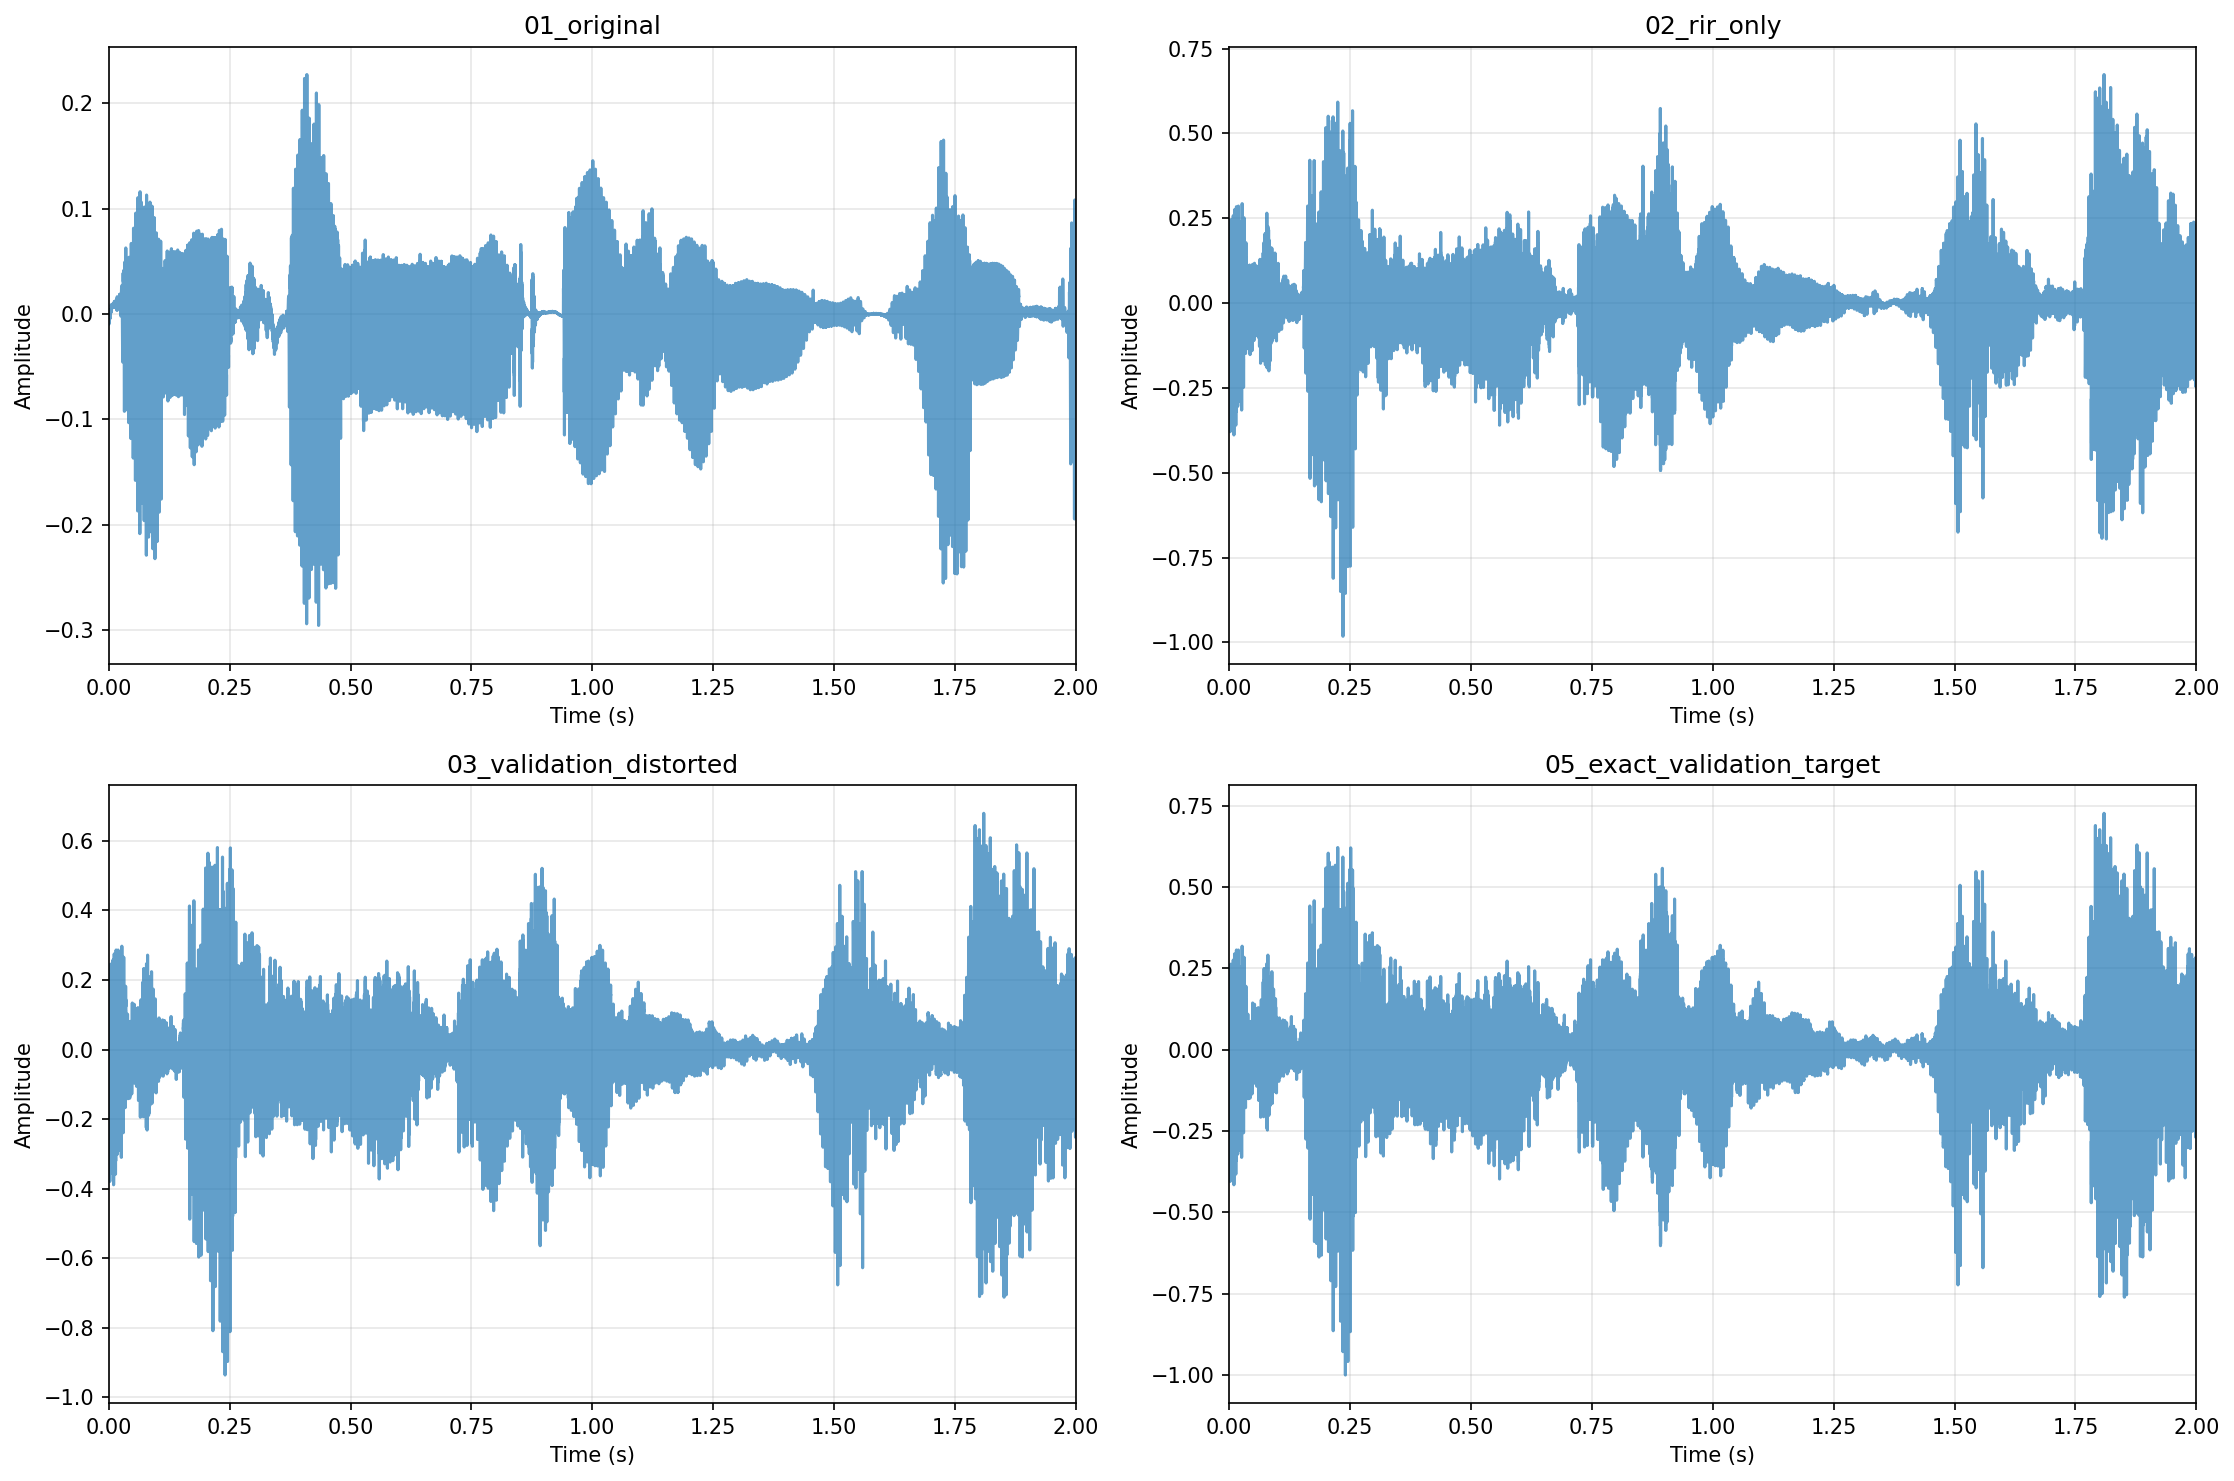 01_original
Amplitude
0.2
0.1
0.0
−0.1
−0.2
−0.3
0.00 0.25 0.50 0.75 1.00 1.25 1.50 1.75 2.00
Time (s)
02_rir_only
Amplitude
0.75
0.50
0.25
0.00
−0.25
−0.50
−0.75
−1.00
0.00 0.25 0.50 0.75 1.00 1.25 1.50 1.75 2.00
Time (s)
03_validation_distorted
Amplitude
0.6
0.4
0.2
0.0
−0.2
−0.4
−0.6
−0.8
−1.0
0.00 0.25 0.50 0.75 1.00 1.25 1.50 1.75 2.00
Time (s)
05_exact_validation_target
Amplitude
0.75
0.50
0.25
0.00
−0.25
−0.50
−0.75
−1.00
0.00 0.25 0.50 0.75 1.00 1.25 1.50 1.75 2.00
Time (s)